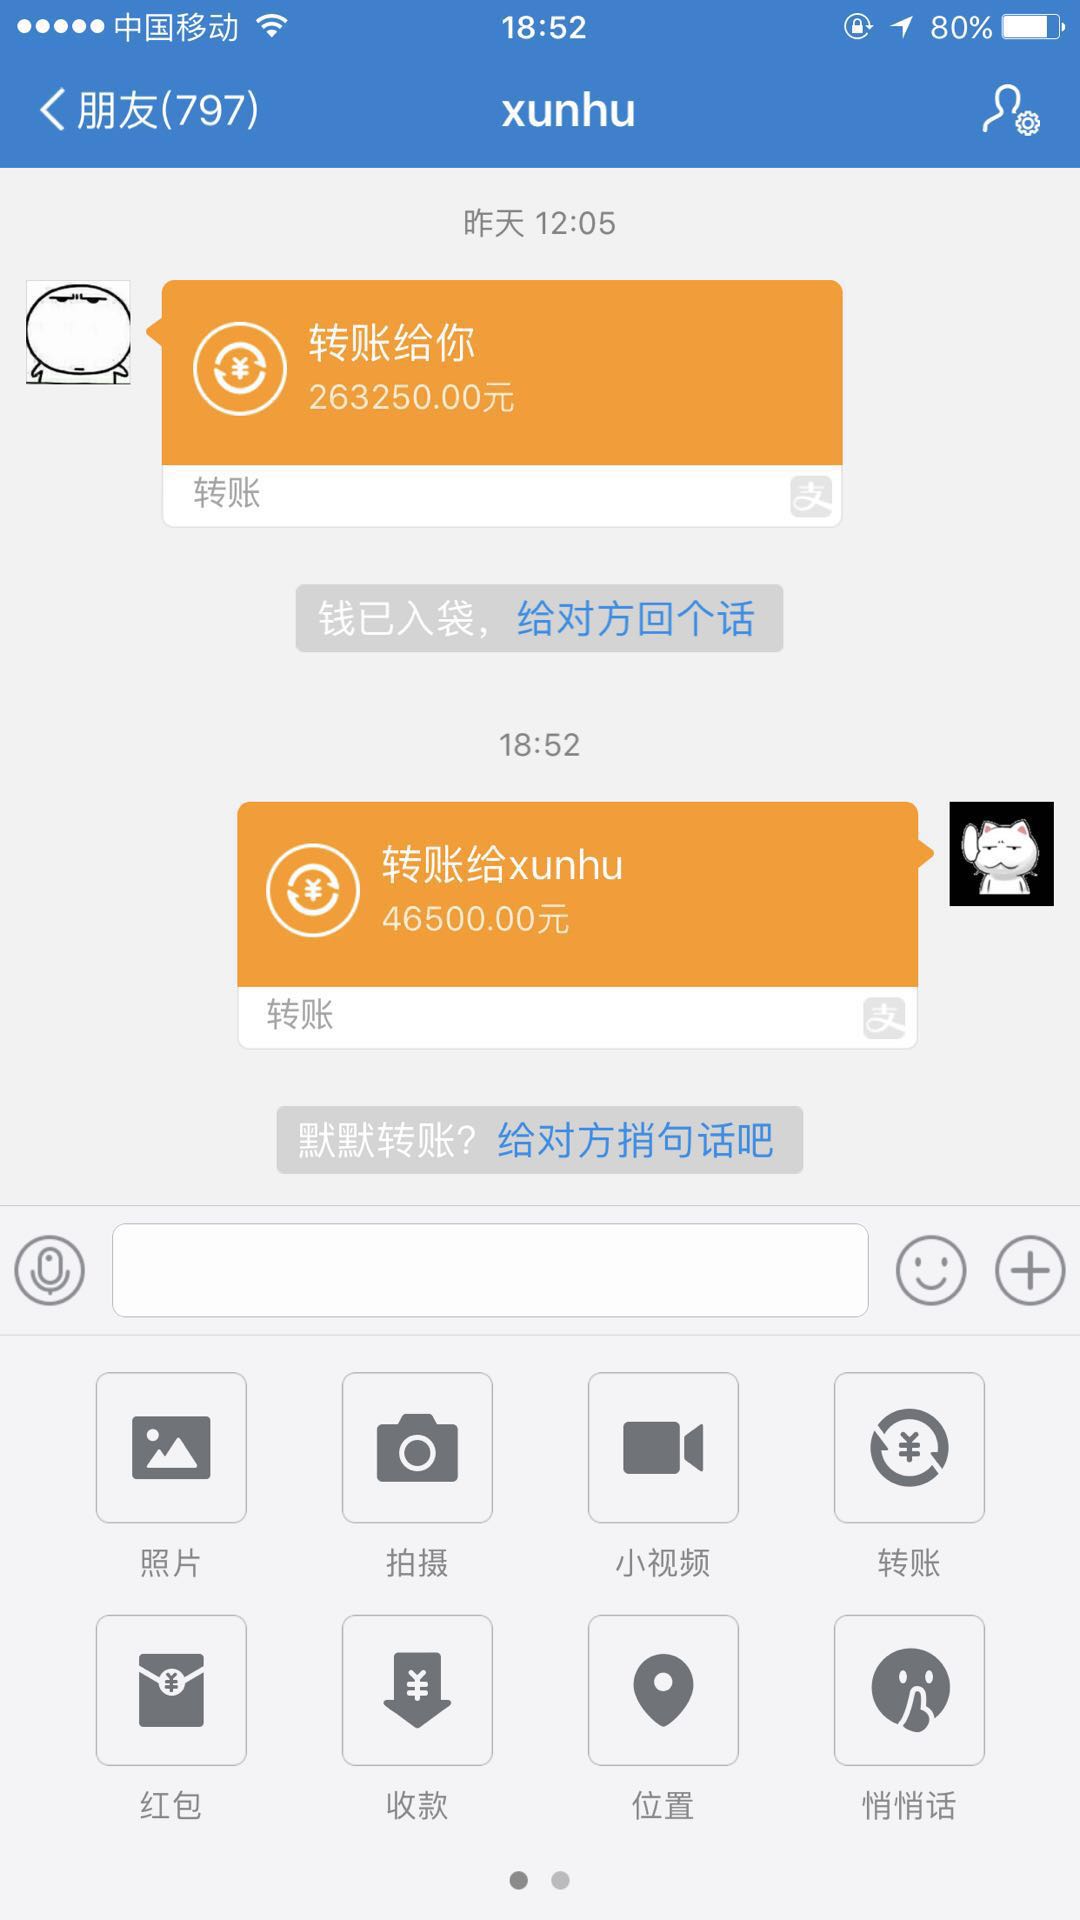 中国移动 18:52 80%
朋友(797) xunhu
昨天 12:05
转账给你
263250.00元
转账 支
钱已入袋，给对方回个话
18:52
转账给xunhu
46500.00元
转账 支
默默转账？给对方捎句话吧
照片 拍摄 小视频 转账
红包 收款 位置 悄悄话